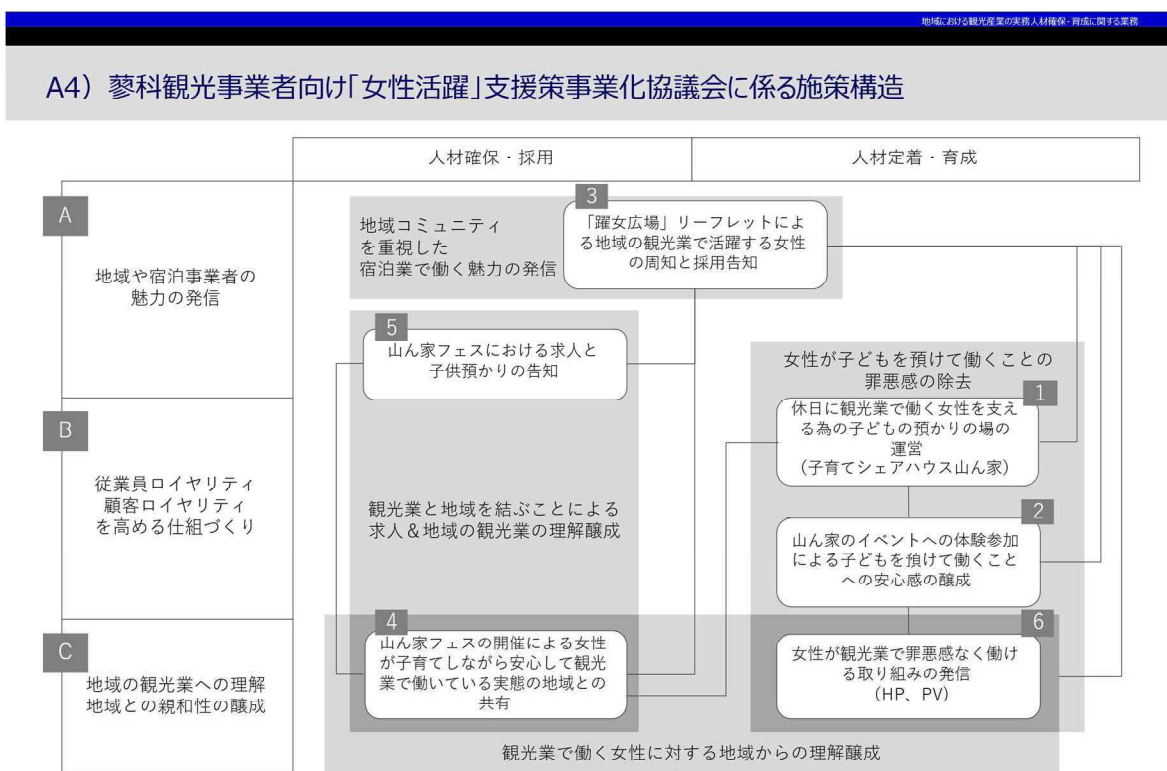 地域における観光産業の実務人材確保・育成に関する業務
A4）蓼科観光事業者向け「女性活躍」支援策事業化協議会に係る施策構造
人材確保・採用
人材定着・育成
A
地域や宿泊事業者の
魅力の発信
地域コミュニティ
を重視した
宿泊業で働く魅力の発信
3
「躍女広場」リーフレットによ
る地域の観光業で活躍する女性
の周知と採用告知
5
山ん家フェスにおける求人と
子供預かりの告知
女性が子どもを預けて働くことの
罪悪感の除去
1
休日に観光業で働く女性を支え
る為の子どもの預かりの場の
運営
（子育てシェアハウス山ん家）
B
従業員ロイヤリティ
顧客ロイヤリティ
を高める仕組づくり
観光業と地域を結ぶことによる
求人＆地域の観光業の理解醸成
2
山ん家のイベントへの体験参加
による子どもを預けて働くこと
への安心感の醸成
C
地域の観光業への理解
地域との親和性の醸成
4
山ん家フェスの開催による女性
が子育てしながら安心して観光
業で働いている実態の地域との
共有
6
女性が観光業で罪悪感なく働け
る取り組みの発信
（HP、PV）
観光業で働く女性に対する地域からの理解醸成